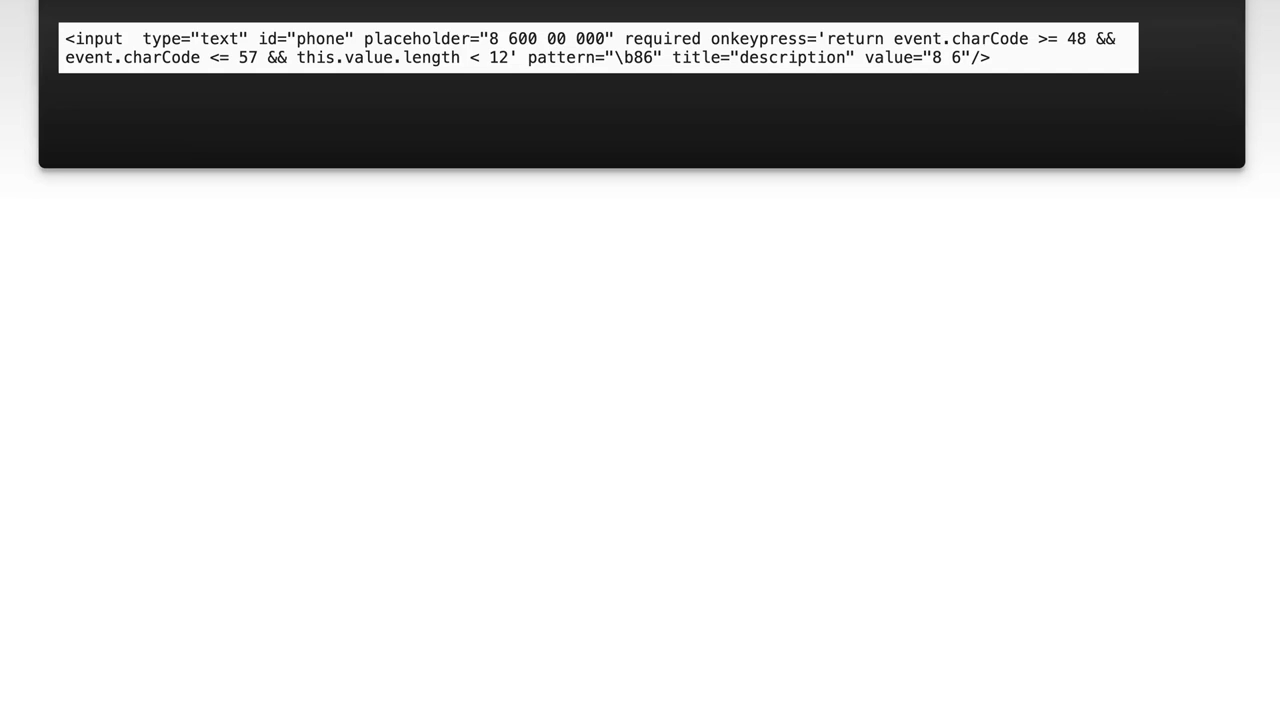 <input  type="text" id="phone" placeholder="8 600 00 000" required onkeypress='return event.charCode >= 48 &&
event.charCode <= 57 && this.value.length < 12' pattern="\b86" title="description" value="8 6"/>